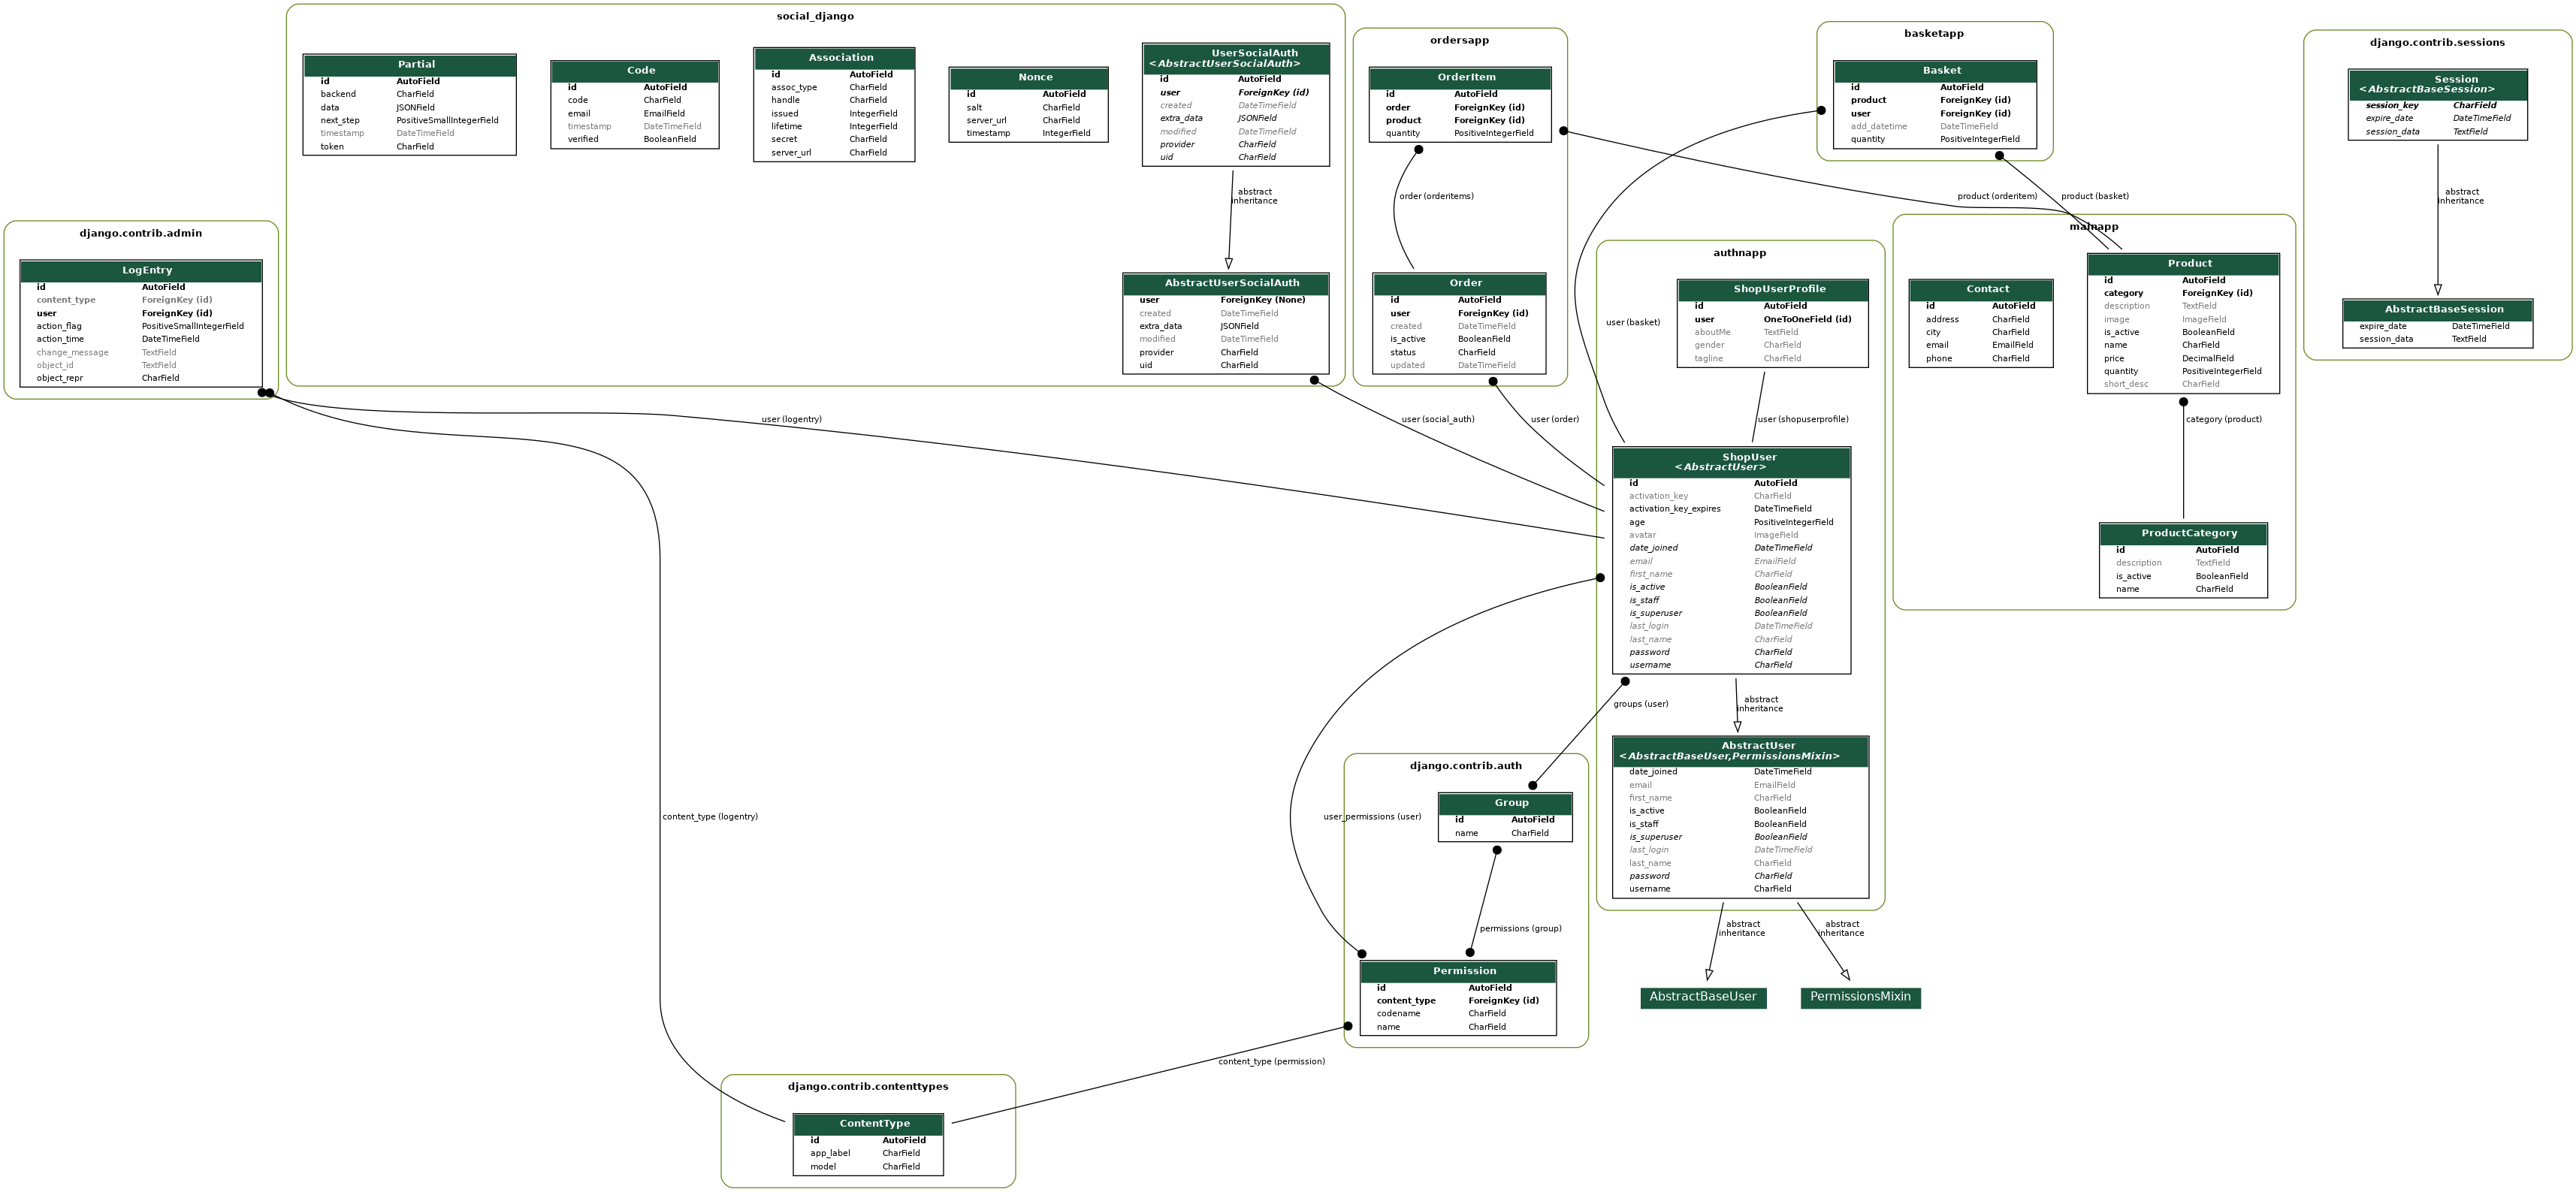 social_django
Partial
id AutoField
backend CharField
data JSONField
next_step PositiveSmallIntegerField
timestamp DateTimeField
token CharField
Code
id AutoField
code CharField
email EmailField
timestamp DateTimeField
verified BooleanField
Association
id AutoField
assoc_type CharField
handle CharField
issued IntegerField
lifetime IntegerField
secret CharField
server_url CharField
Nonce
id AutoField
salt CharField
server_url CharField
timestamp IntegerField
UserSocialAuth
<AbstractUserSocialAuth>
id AutoField
user ForeignKey (id)
created DateTimeField
extra_data JSONField
modified DateTimeField
provider CharField
uid CharField
abstract
inheritance
AbstractUserSocialAuth
user ForeignKey (None)
created DateTimeField
extra_data JSONField
modified DateTimeField
provider CharField
uid CharField
ordersapp
OrderItem
id AutoField
order ForeignKey (id)
product ForeignKey (id)
quantity PositiveIntegerField
order (orderitems)
Order
id AutoField
user ForeignKey (id)
created DateTimeField
is_active BooleanField
status CharField
updated DateTimeField
basketapp
Basket
id AutoField
product ForeignKey (id)
user ForeignKey (id)
add_datetime DateTimeField
quantity PositiveIntegerField
product (orderitem)
product (basket)
django.contrib.sessions
Session
<AbstractBaseSession>
session_key CharField
expire_date DateTimeField
session_data TextField
abstract
inheritance
AbstractBaseSession
expire_date DateTimeField
session_data TextField
django.contrib.admin
LogEntry
id AutoField
content_type ForeignKey (id)
user ForeignKey (id)
action_flag PositiveSmallIntegerField
action_time DateTimeField
change_message TextField
object_id TextField
object_repr CharField
mainapp
Contact
id AutoField
address CharField
city CharField
email EmailField
phone CharField
Product
id AutoField
category ForeignKey (id)
description TextField
image ImageField
is_active BooleanField
name CharField
price DecimalField
quantity PositiveIntegerField
short_desc CharField
category (product)
ProductCategory
id AutoField
description TextField
is_active BooleanField
name CharField
authnapp
ShopUserProfile
id AutoField
user OneToOneField (id)
aboutMe TextField
gender CharField
tagline CharField
user (basket)
user (logentry)
user (social_auth)
user (order)
user (shopuserprofile)
ShopUser
<AbstractUser>
id AutoField
activation_key CharField
activation_key_expires DateTimeField
age PositiveIntegerField
avatar ImageField
date_joined DateTimeField
email EmailField
first_name CharField
is_active BooleanField
is_staff BooleanField
is_superuser BooleanField
last_login DateTimeField
last_name CharField
password CharField
username CharField
groups (user)
abstract
inheritance
AbstractUser
<AbstractBaseUser,PermissionsMixin>
date_joined DateTimeField
email EmailField
first_name CharField
is_active BooleanField
is_staff BooleanField
is_superuser BooleanField
last_login DateTimeField
last_name CharField
password CharField
username CharField
abstract
inheritance
abstract
inheritance
AbstractBaseUser
PermissionsMixin
django.contrib.auth
Group
id AutoField
name CharField
content_type (logentry)
user_permissions (user)
permissions (group)
Permission
id AutoField
content_type ForeignKey (id)
codename CharField
name CharField
content_type (permission)
django.contrib.contenttypes
ContentType
id AutoField
app_label CharField
model CharField